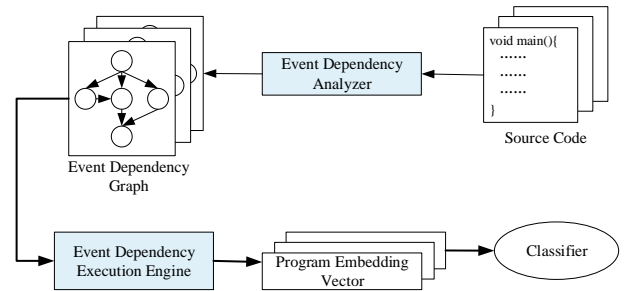 void main(){
......
......
......
}
Source Code
Event Dependency
Analyzer
Event Dependency
Graph
Event Dependency
Execution Engine
Program Embedding
Vector
Classifier